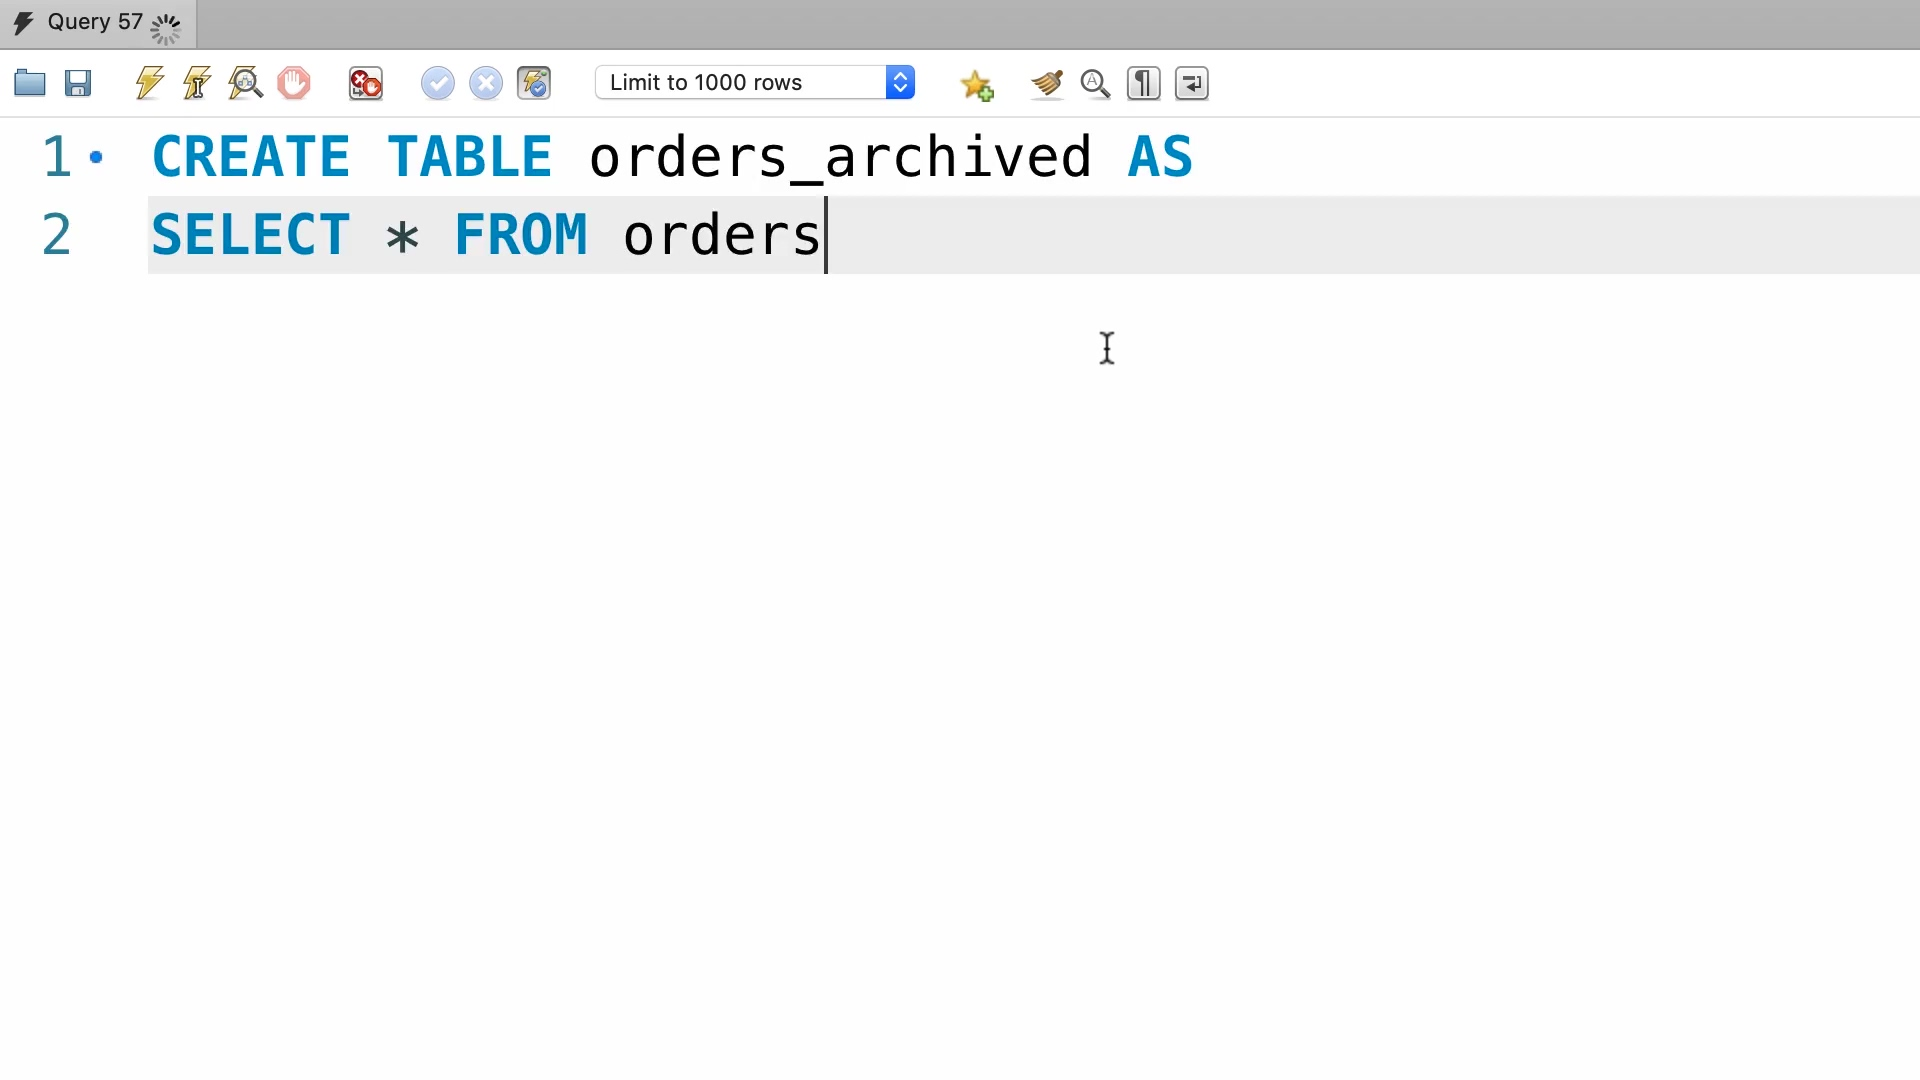 Query 57
Limit to 1000 rows
1 CREATE TABLE orders_archived AS
2 SELECT * FROM orders